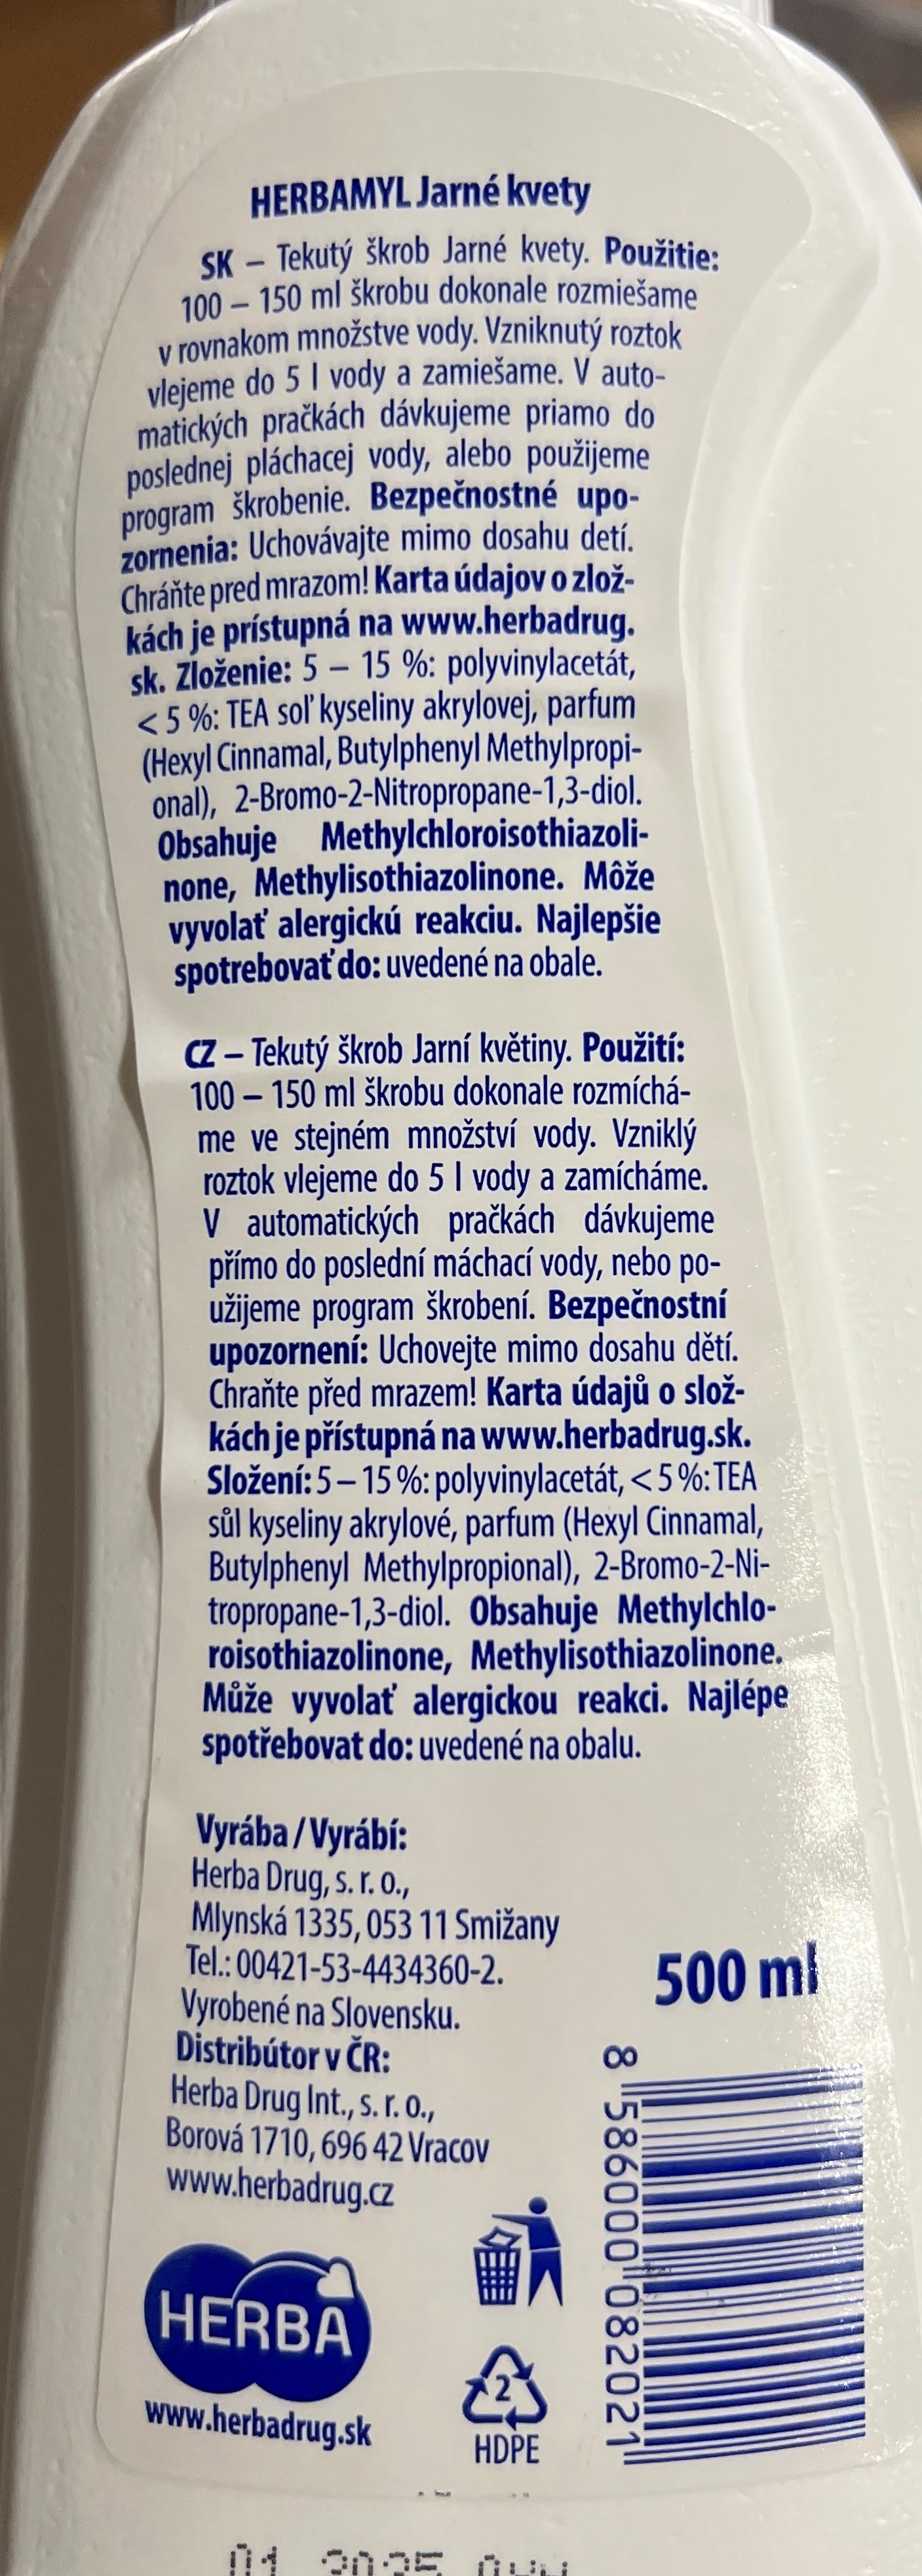 HERBAMYL Jarné kvety
SK – Tekutý škrob Jarné kvety. Použitie:
100 – 150 ml škrobu dokonale rozmiešame
v rovnakom množstve vody. Vzniknutý roztok
vlejeme do 5 l vody a zamiešame. V auto-
matických pračkách dávkujeme priamo do
poslednej pláchacej vody, alebo použijeme
program škrobenie. Bezpečnostné upo-
zornenia: Uchovávajte mimo dosahu detí.
Chráňte pred mrazom! Karta údajov o zlož-
kách je prístupná na www.herbadrug.
sk. Zloženie: 5 – 15 %: polyvinylacetát,
< 5 %: TEA soľ kyseliny akrylovej, parfum
(Hexyl Cinnamal, Butylphenyl Methylpropi-
onal), 2-Bromo-2-Nitropropane-1,3-diol.
Obsahuje Methylchloroisothiazoli-
none, Methylisothiazolinone. Môže
vyvolať alergickú reakciu. Najlepšie
spotrebovať do: uvedené na obale.
CZ – Tekutý škrob Jarní květiny. Použití:
100 – 150 ml škrobu dokonale rozmíchá-
me ve stejném množství vody. Vzniklý
roztok vlejeme do 5 l vody a zamícháme.
V automatických pračkách dávkujeme
přímo do poslední máchací vody, nebo po-
užijeme program škrobení. Bezpečnostní
upozornení: Uchovejte mimo dosahu dětí.
Chraňte před mrazem! Karta údajů o slož-
kách je přístupná na www.herbadrug.sk.
Složení: 5 – 15 %: polyvinylacetát, < 5 %: TEA
sůl kyseliny akrylové, parfum (Hexyl Cinnamal,
Butylphenyl Methylpropional), 2-Bromo-2-Ni-
tropropane-1,3-diol. Obsahuje Methylchlo-
roisothiazolinone, Methylisothiazolinone.
Může vyvolať alergickou reakci. Najlépe
spotřebovat do: uvedené na obalu.
Vyrába / Vyrábí:
Herba Drug, s. r. o.,
Mlynská 1335, 053 11 Smižany
Tel.: 00421-53-4434360-2.
Vyrobené na Slovensku.
Distribútor v ČR:
Herba Drug Int., s. r. o.,
Borová 1710, 696 42 Vracov
www.herbadrug.cz
500 ml
8 586000 082021
HERBA
www.herbadrug.sk
2
HDPE
01 2025